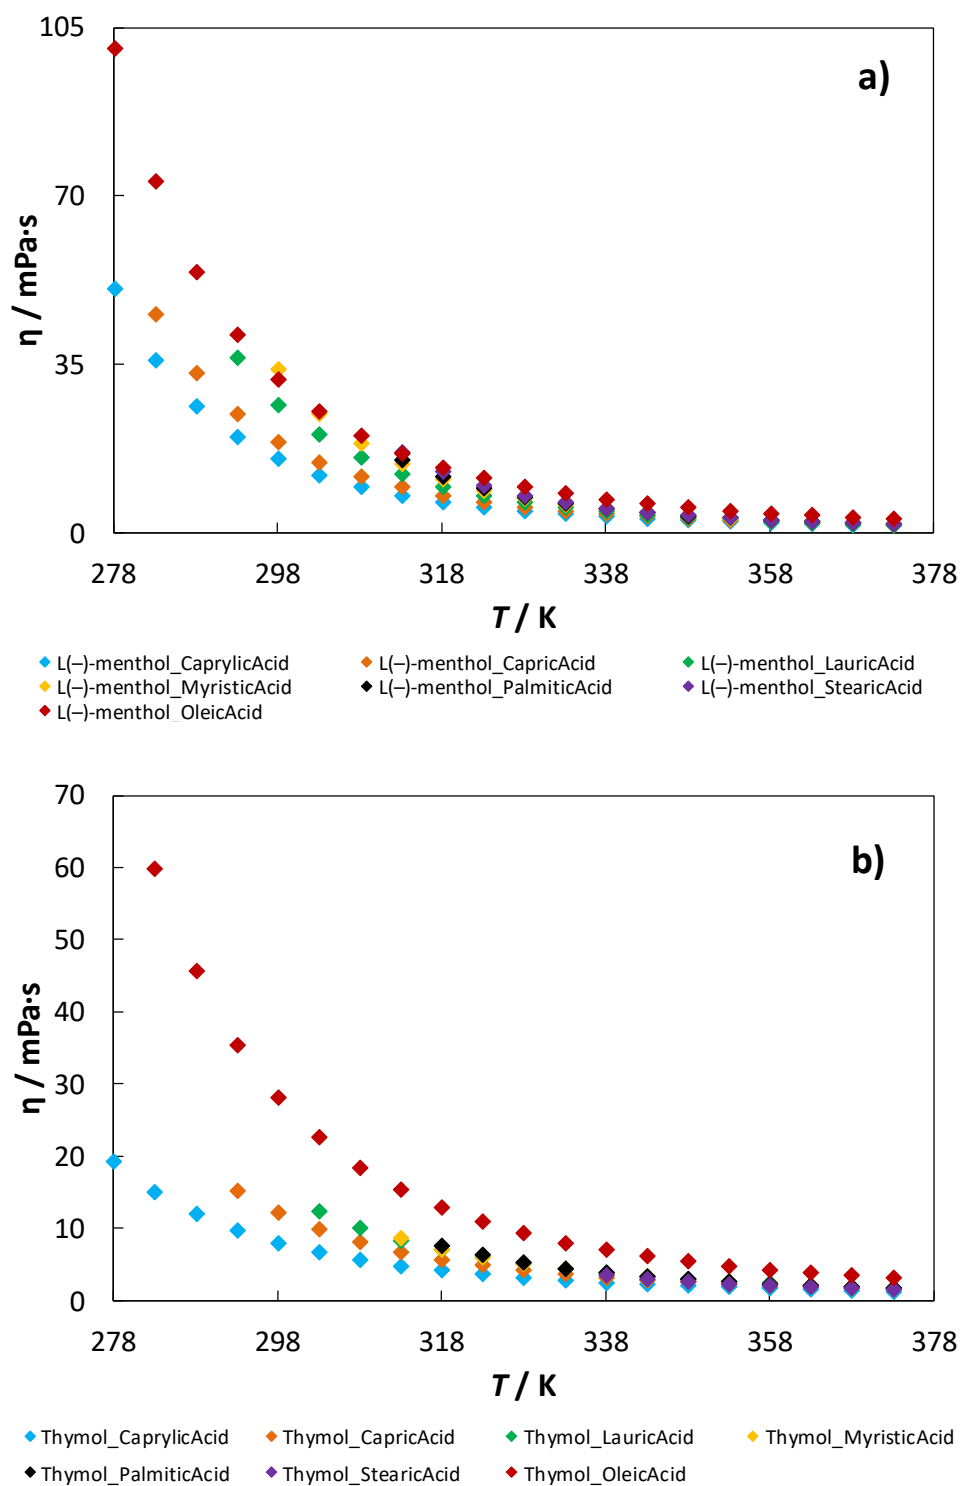 105
a)
70
η / mPa·s
35
0
278 298 318 338 358 378
T / K
L(−)-menthol_CaprylicAcid L(−)-menthol_CapricAcid L(−)-menthol_LauricAcid
L(−)-menthol_MyristicAcid L(−)-menthol_PalmiticAcid L(−)-menthol_StearicAcid
L(−)-menthol_OleicAcid
70
b)
60
50
40
η / mPa·s
30
20
10
0
278 298 318 338 358 378
T / K
Thymol_CaprylicAcid Thymol_CapricAcid Thymol_LauricAcid Thymol_MyristicAcid
Thymol_PalmiticAcid Thymol_StearicAcid Thymol_OleicAcid